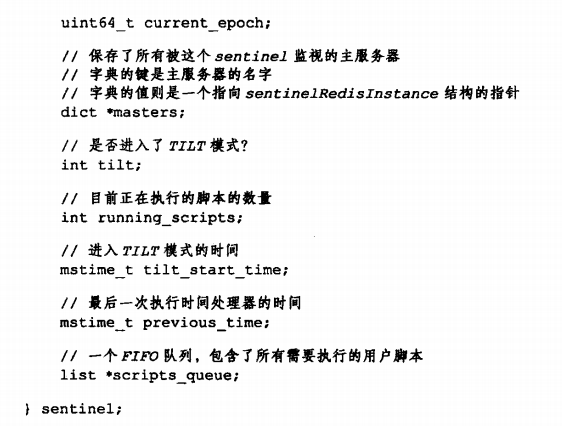 uint64_t current_epoch;
// 保存了所有被这个 sentinel 监视的主服务器
// 字典的键是主服务器的名字
// 字典的值则是一个指向 sentinelRedisInstance 结构的指针
dict *masters;
// 是否进入了 TILT 模式?
int tilt;
// 目前正在执行的脚本的数量
int running_scripts;
// 进入 TILT 模式的时间
mstime_t tilt_start_time;
// 最后一次执行时间处理器的时间
mstime_t previous_time;
// 一个 FIFO 队列，包含了所有需要执行的用户脚本
list *scripts_queue;
} sentinel;